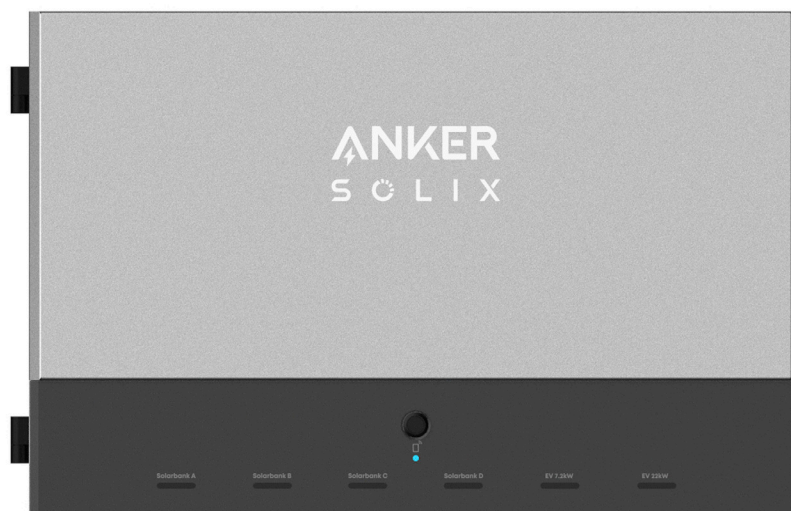 ANKER
SOLIX
Solarbank A
Solarbank B
Solarbank C
Solarbank D
EV 7.2kW
EV 22kW